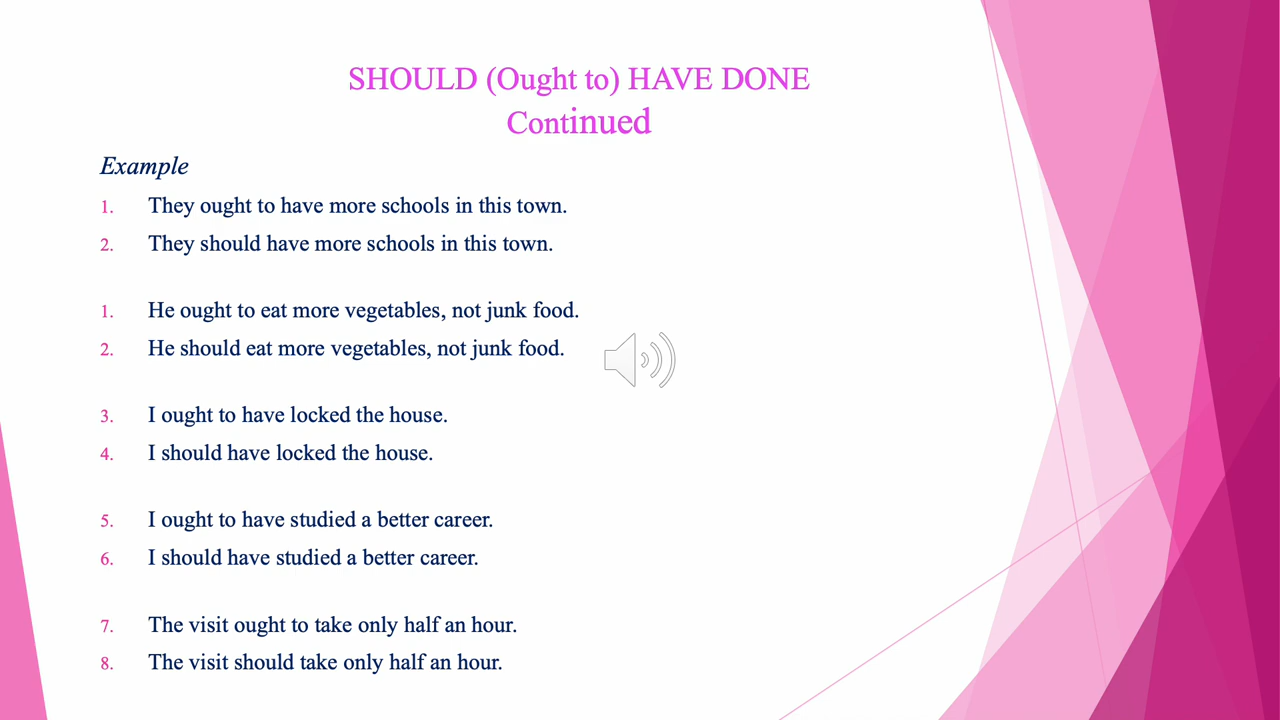 SHOULD (Ought to) HAVE DONE
Continued
Example
1. They ought to have more schools in this town.
2. They should have more schools in this town.
1. He ought to eat more vegetables, not junk food.
2. He should eat more vegetables, not junk food.
3. I ought to have locked the house.
4. I should have locked the house.
5. I ought to have studied a better career.
6. I should have studied a better career.
7. The visit ought to take only half an hour.
8. The visit should take only half an hour.